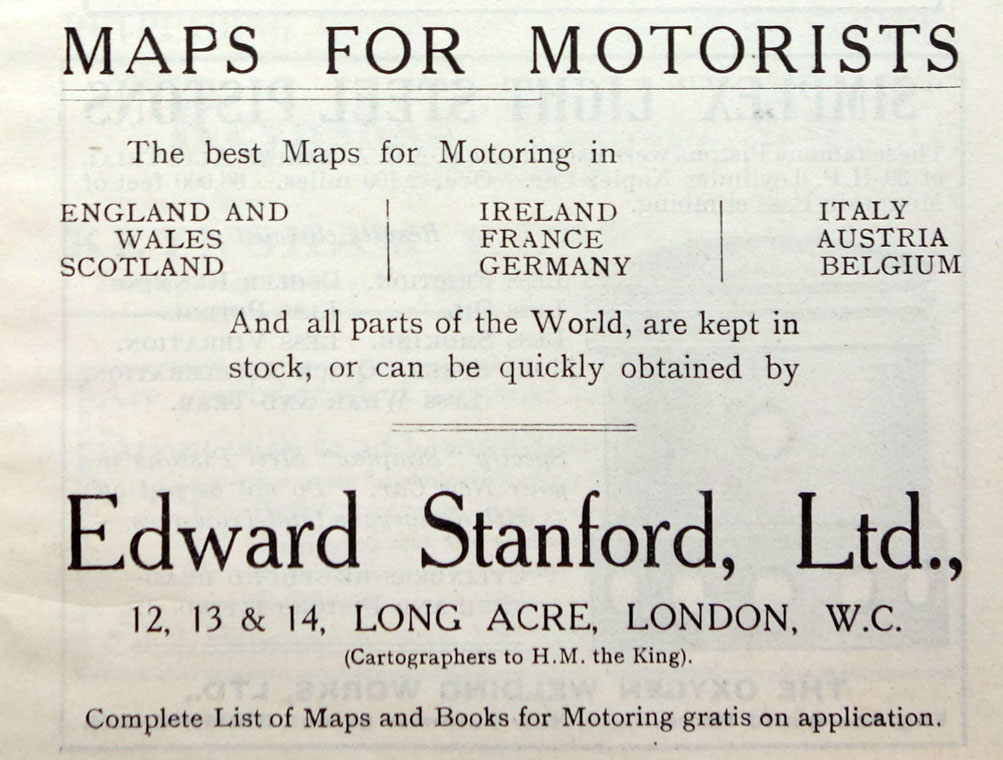 MAPS FOR MOTORISTS
The best Maps for Motoring in
ENGLAND AND
WALES
SCOTLAND
IRELAND
FRANCE
GERMANY
ITALY
AUSTRIA
BELGIUM
And all parts of the World, are kept in
stock, or can be quickly obtained by
Edward Stanford, Ltd.,
12, 13 & 14, LONG ACRE, LONDON, W.C.
(Cartographers to H.M. the King).
Complete List of Maps and Books for Motoring gratis on application.